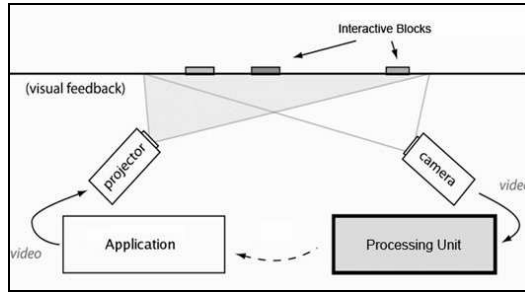 Interactive Blocks
(visual feedback)
projector
camera
video
video
Application
Processing Unit